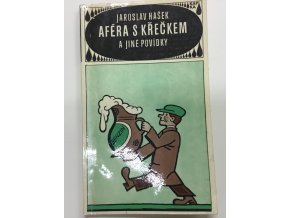 JAROSLAV HAŠEK
AFÉRA S KŘEČKEM
A JINÉ POVÍDKY